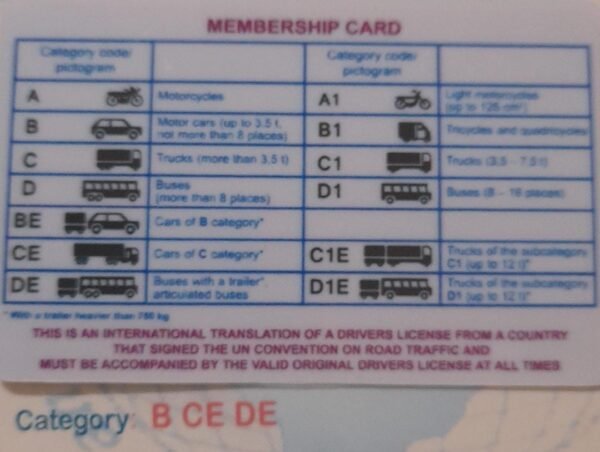 MEMBERSHIP CARD
Category code/ pictogram Category code/ pictogram
A Motorcycles A1 Light motorcycles (up to 125 cm³)
B Motor cars (up to 3.5 t, not more than 8 places) B1 Tricycles and quadricycles
C Trucks (more than 3,5 t) C1 Trucks (3,5 - 7,5 t)
D Buses (more than 8 places) D1 Buses (8 - 16 places)
BE Cars of B category*
CE Cars of C category* C1E Trucks of the subcategory C1 (up to 12 t)*
DE Buses with a trailer*, articulated buses D1E Trucks of the subcategory D1 (up to 12 t)*
* With a trailer heavier than 750 kg
THIS IS AN INTERNATIONAL TRANSLATION OF A DRIVERS LICENSE FROM A COUNTRY
THAT SIGNED THE UN CONVENTION ON ROAD TRAFFIC AND
MUST BE ACCOMPANIED BY THE VALID ORIGINAL DRIVERS LICENSE AT ALL TIMES
Category: B CE DE